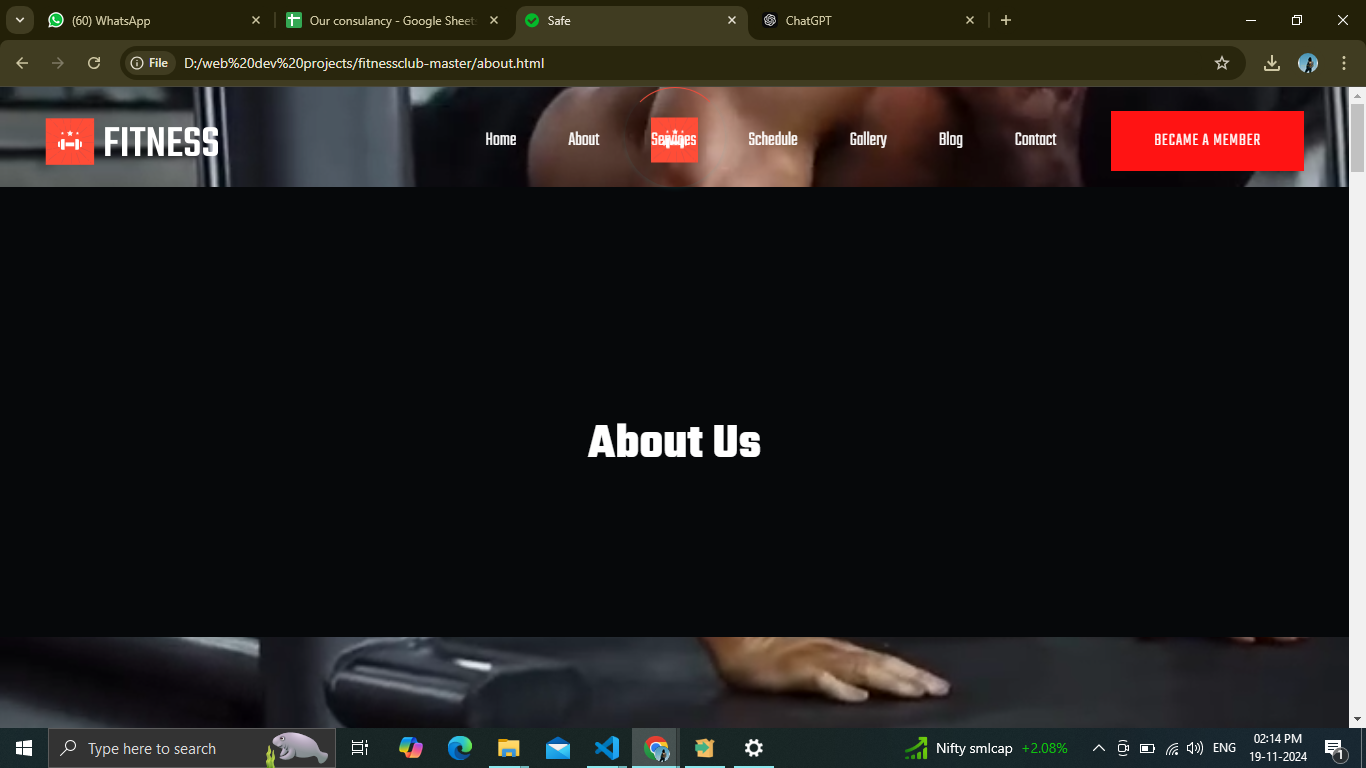 (60) WhatsApp
Our consulancy - Google Sheet
Safe
ChatGPT
File D:/web%20dev%20projects/fitnessclub-master/about.html
FITNESS
Home About Services Schedule Gallery Blog Contact BECAME A MEMBER
About Us
Type here to search
Nifty smlcap +2.08%
ENG
02:14 PM
19-11-2024
1